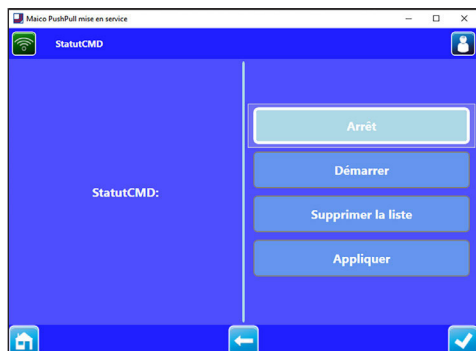 Maico PushPull mise en service
StatutCMD
StatutCMD:
Arrêt
Démarrer
Supprimer la liste
Appliquer